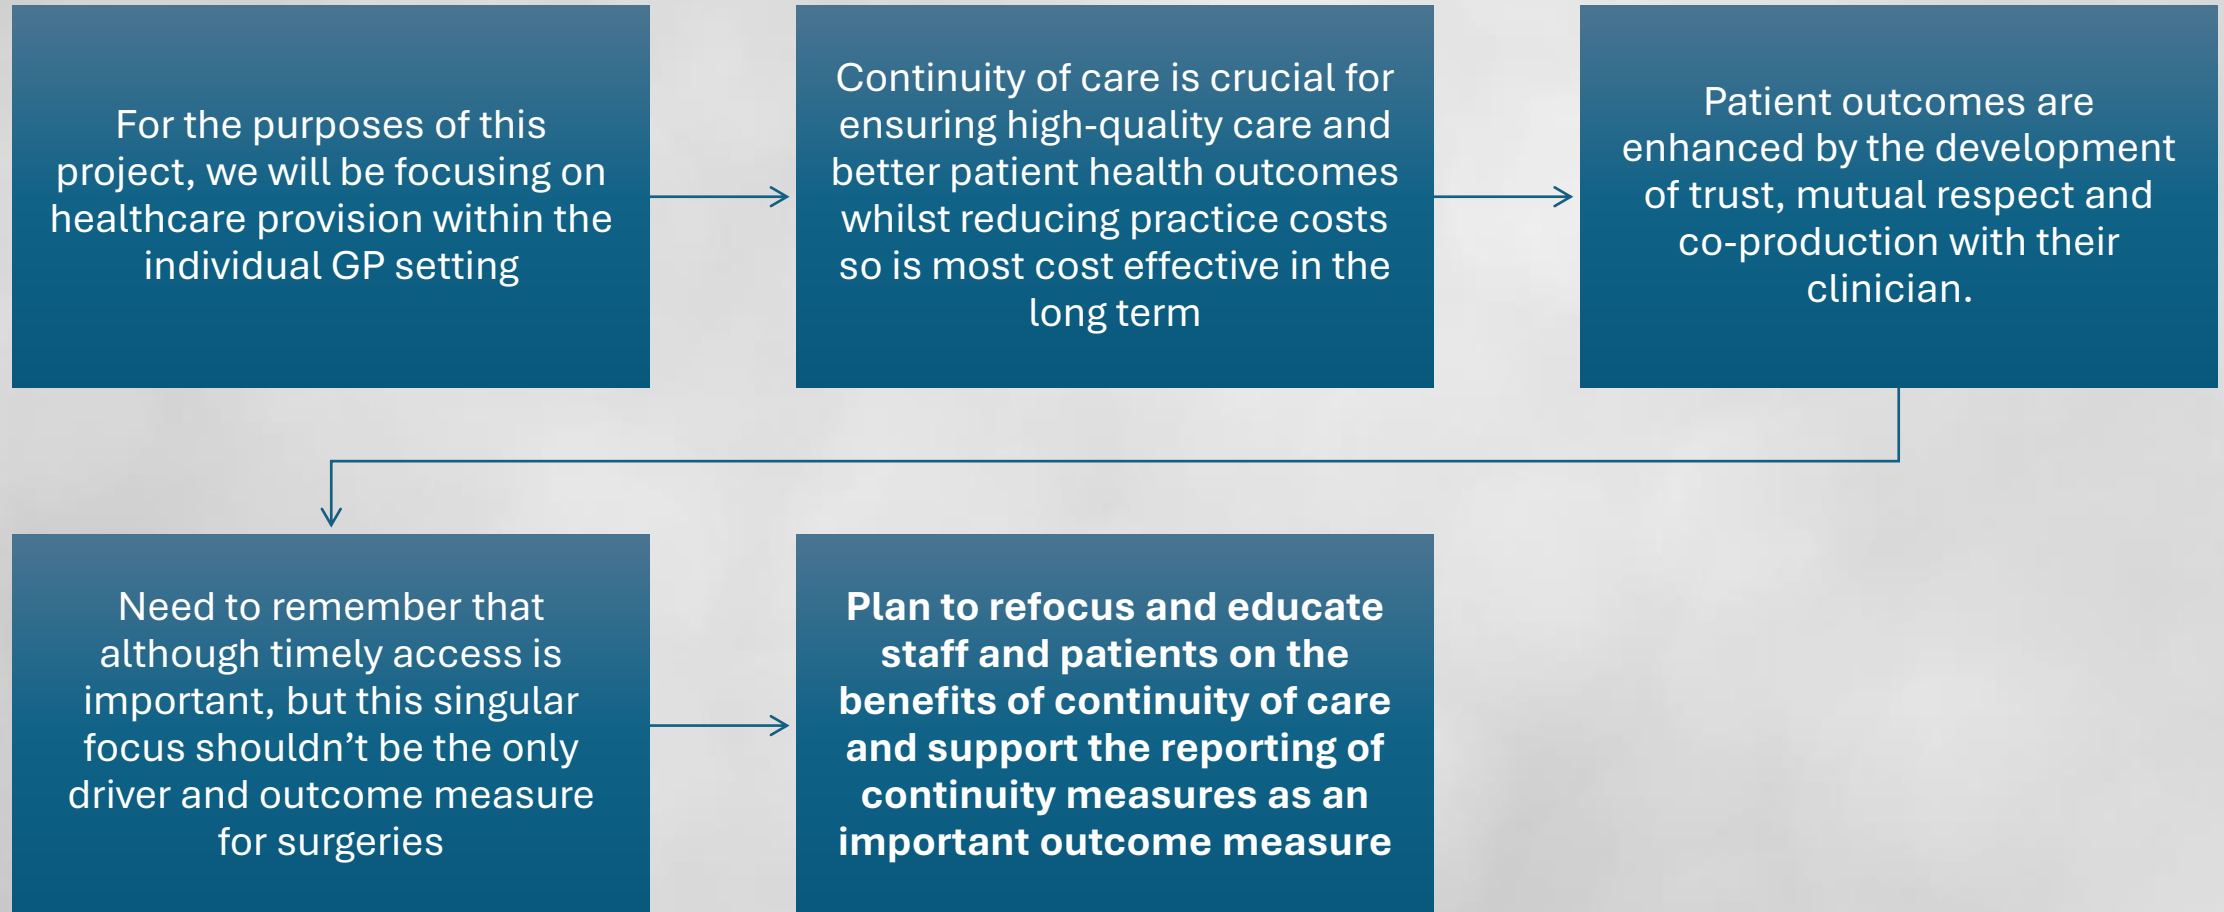 For the purposes of this
project, we will be focusing on
healthcare provision within the
individual GP setting
Continuity of care is crucial for
ensuring high-quality care and
better patient health outcomes
whilst reducing practice costs
so is most cost effective in the
long term
Patient outcomes are
enhanced by the development
of trust, mutual respect and
co-production with their
clinician.
Need to remember that
although timely access is
important, but this singular
focus shouldn’t be the only
driver and outcome measure
for surgeries
Plan to refocus and educate
staff and patients on the
benefits of continuity of care
and support the reporting of
continuity measures as an
important outcome measure